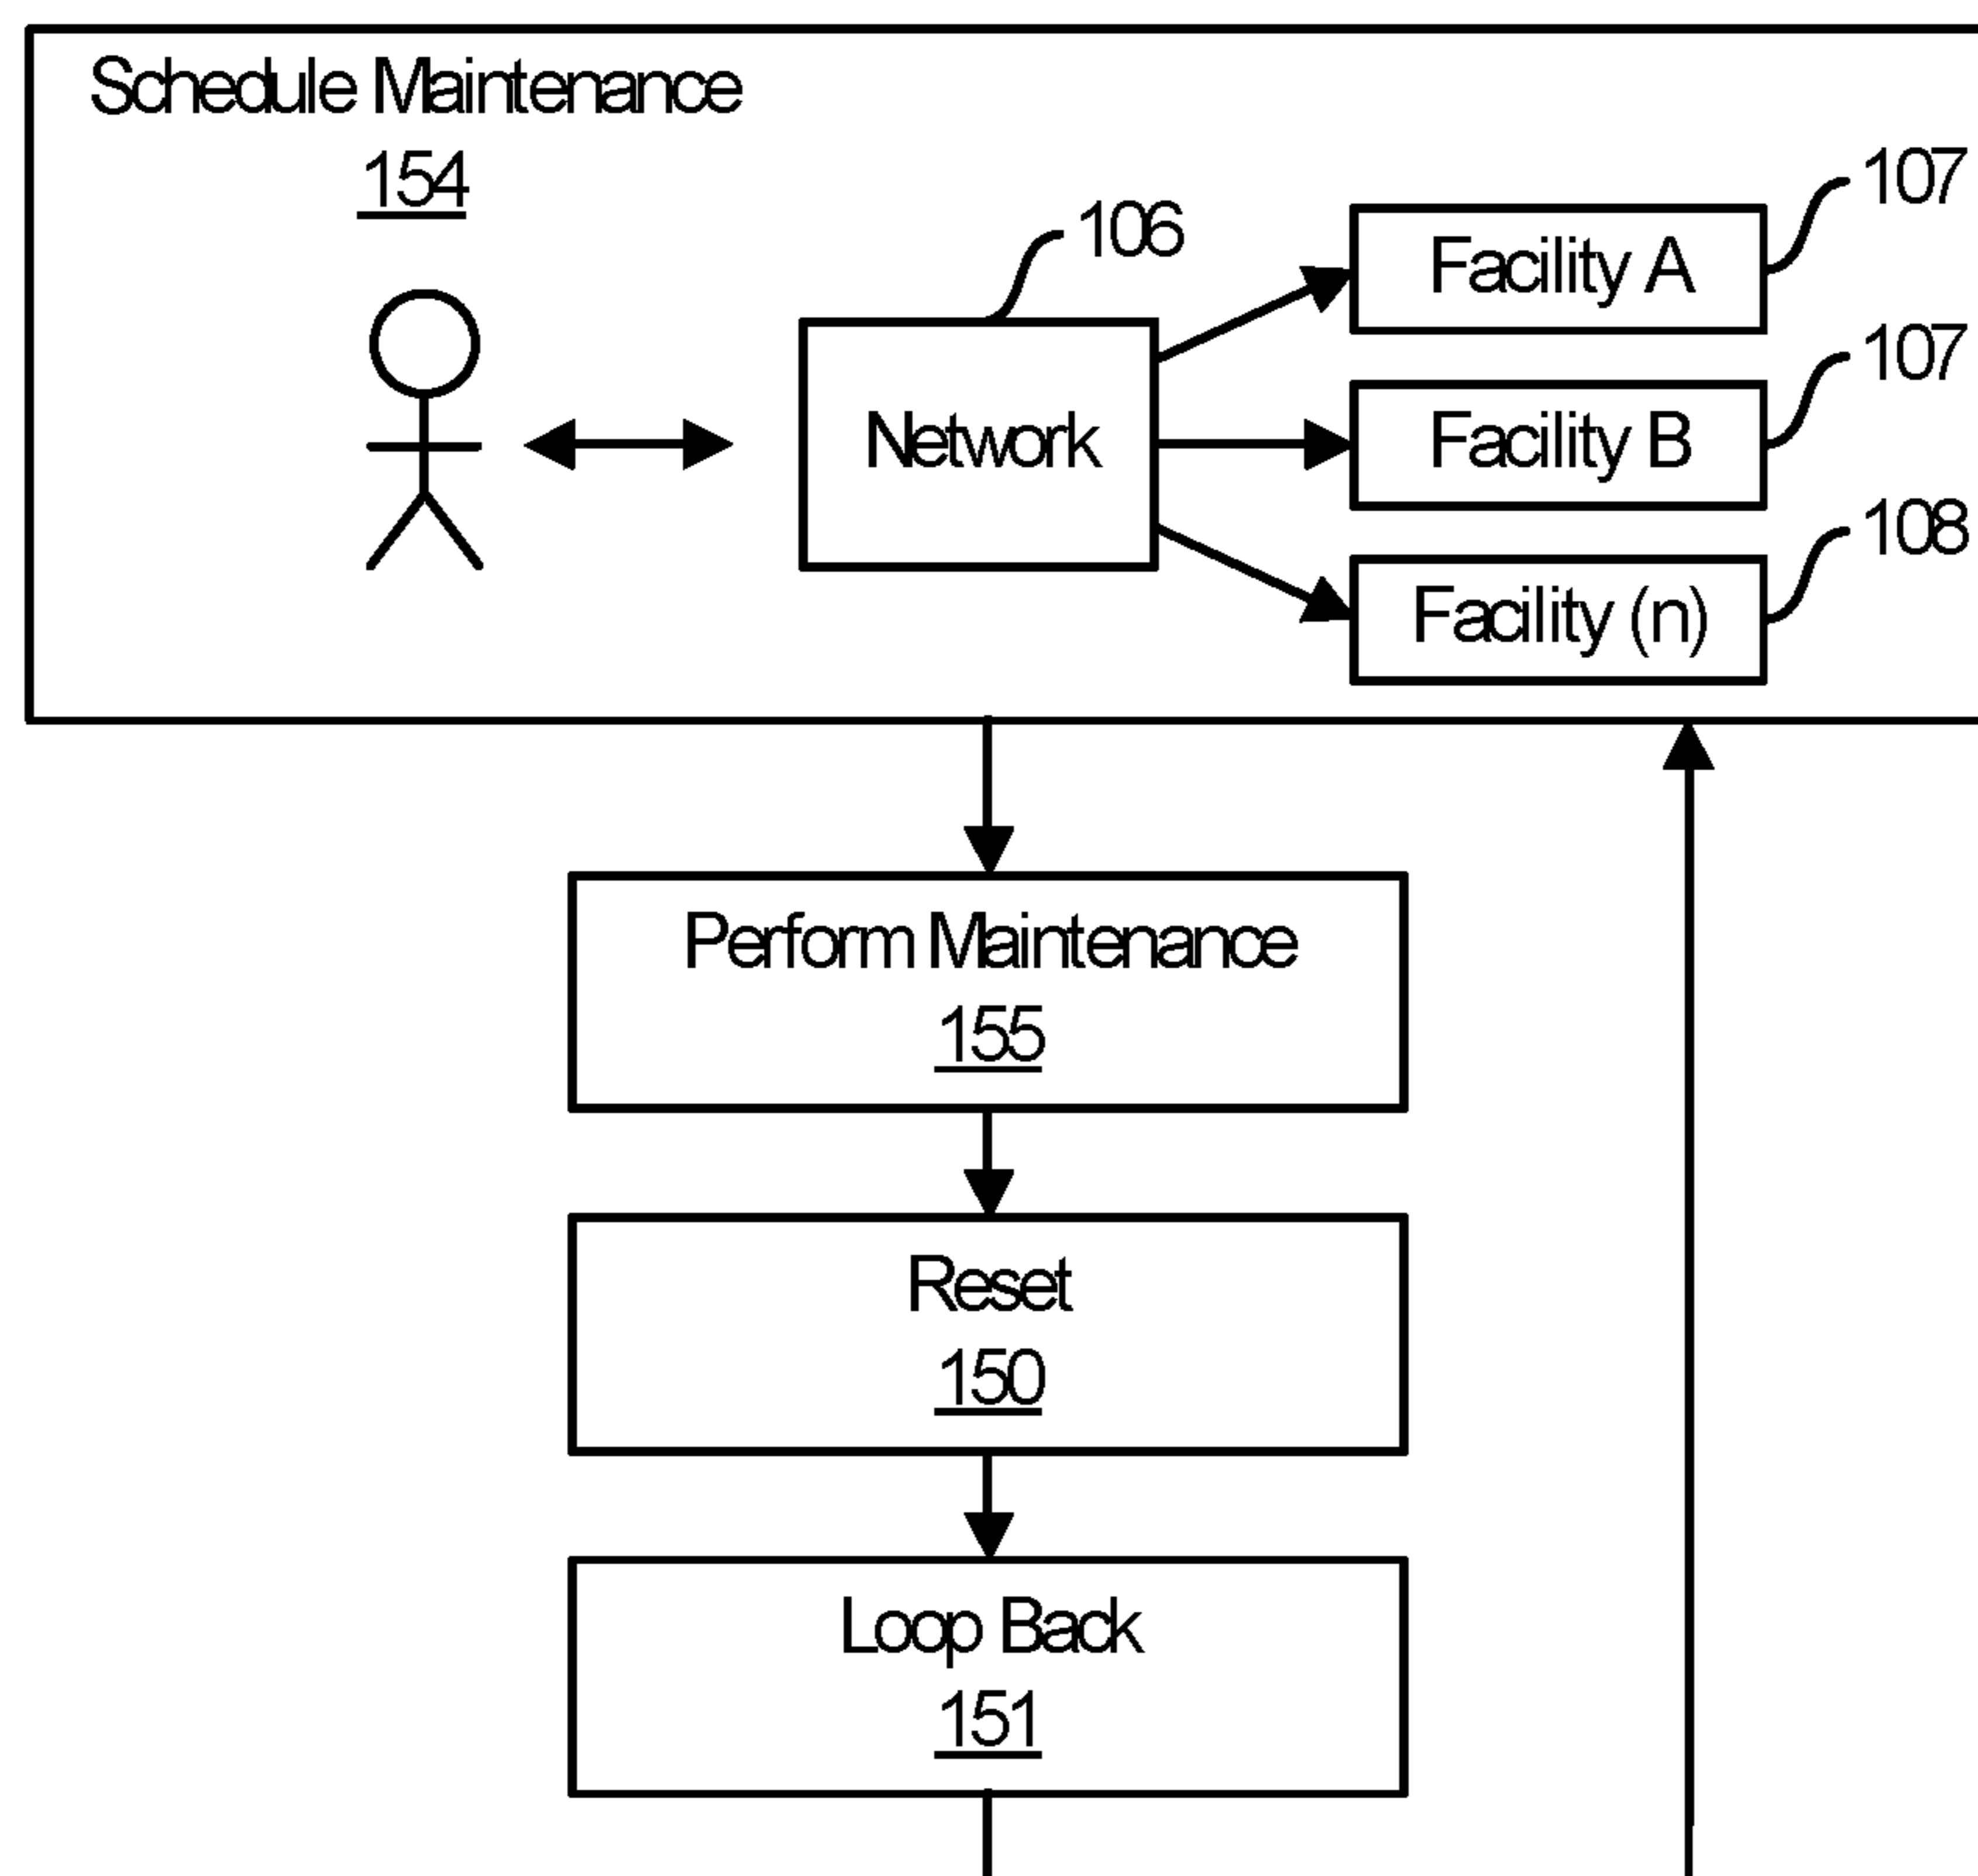 Schedule Maintenance
154
106
107
Facility A
107
Network
Facility B
108
Facility (n)
Perform Maintenance
155
Reset
150
Loop Back
151